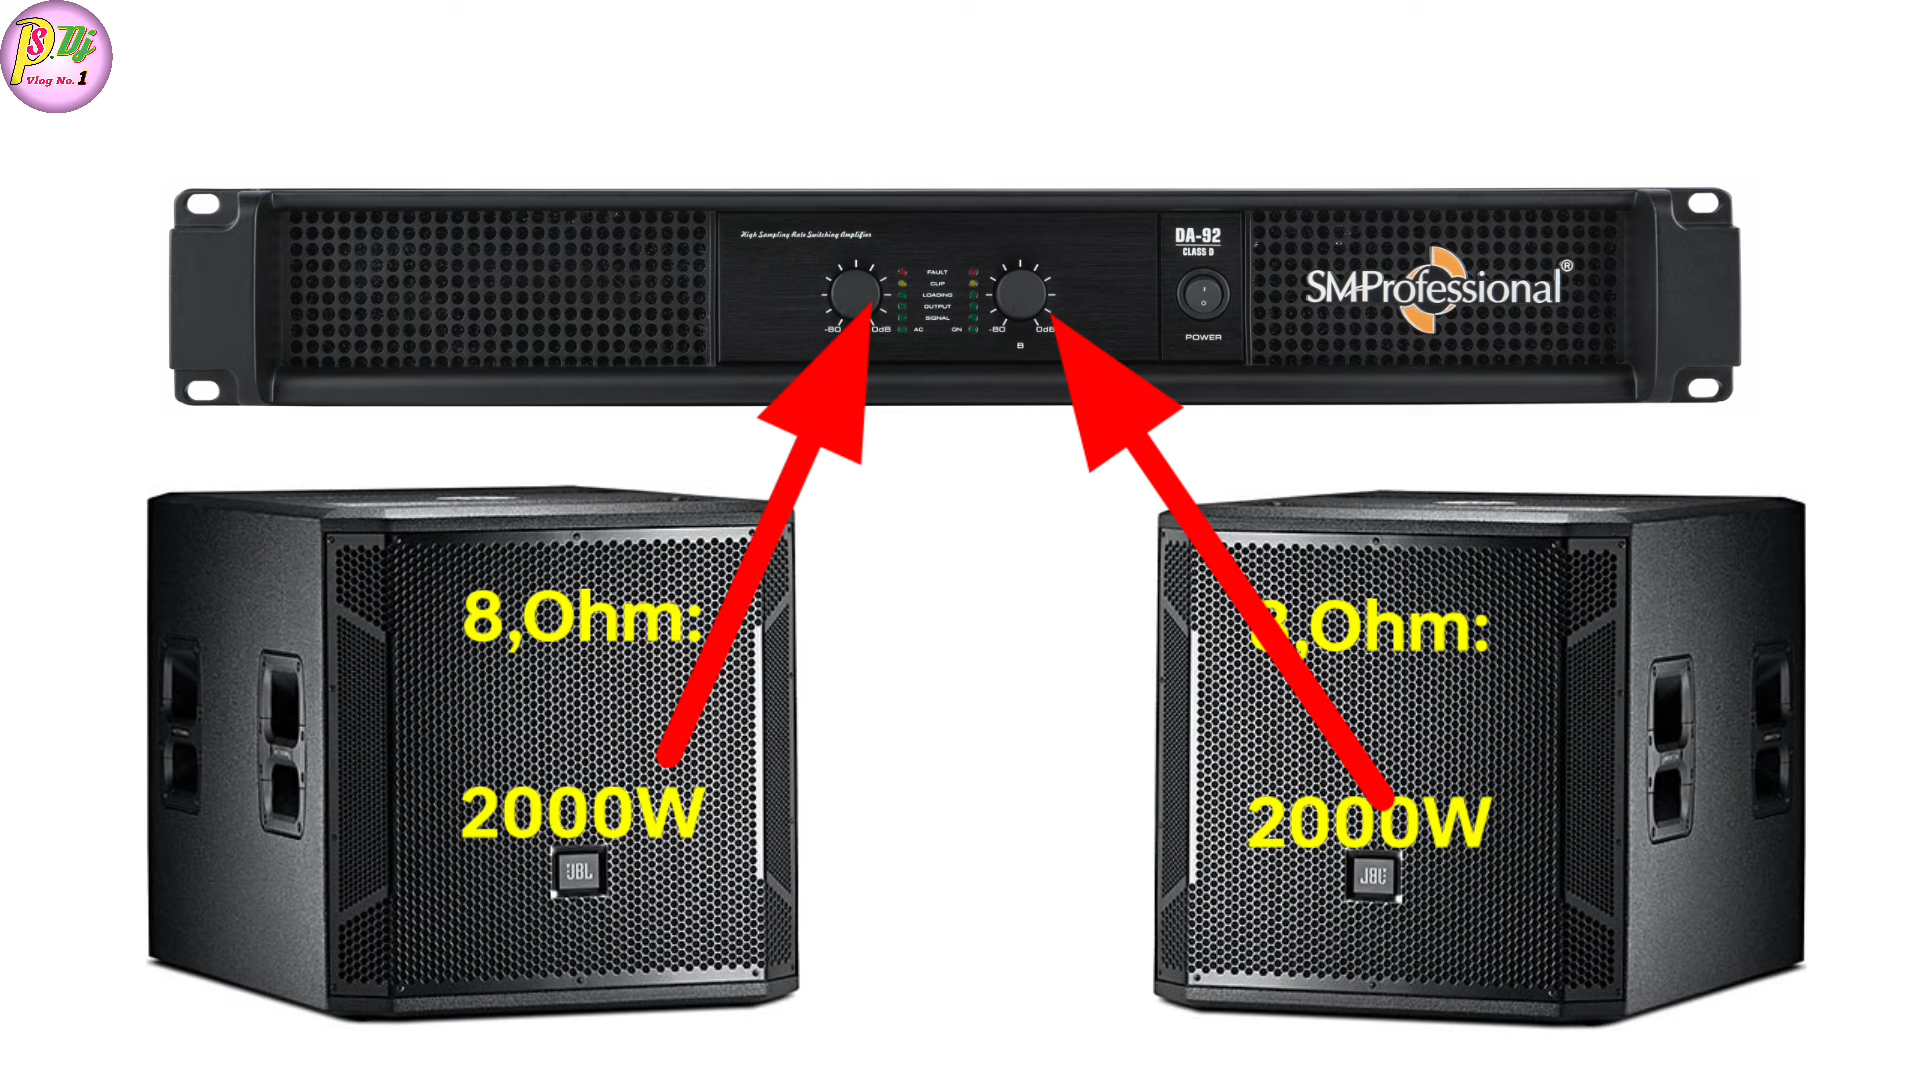 PS.Dj
Vlog No.1
High Sampling Rate Switching Amplifier
DA-92
CLASS D
FAULT
CLIP
LOADING
OUTPUT
SIGNAL
AC ON
-80 0dB
-80 0dB
B
POWER
SMProfessional®
8,Ohm:
2000W
JBL
8,Ohm:
2000W
JBL